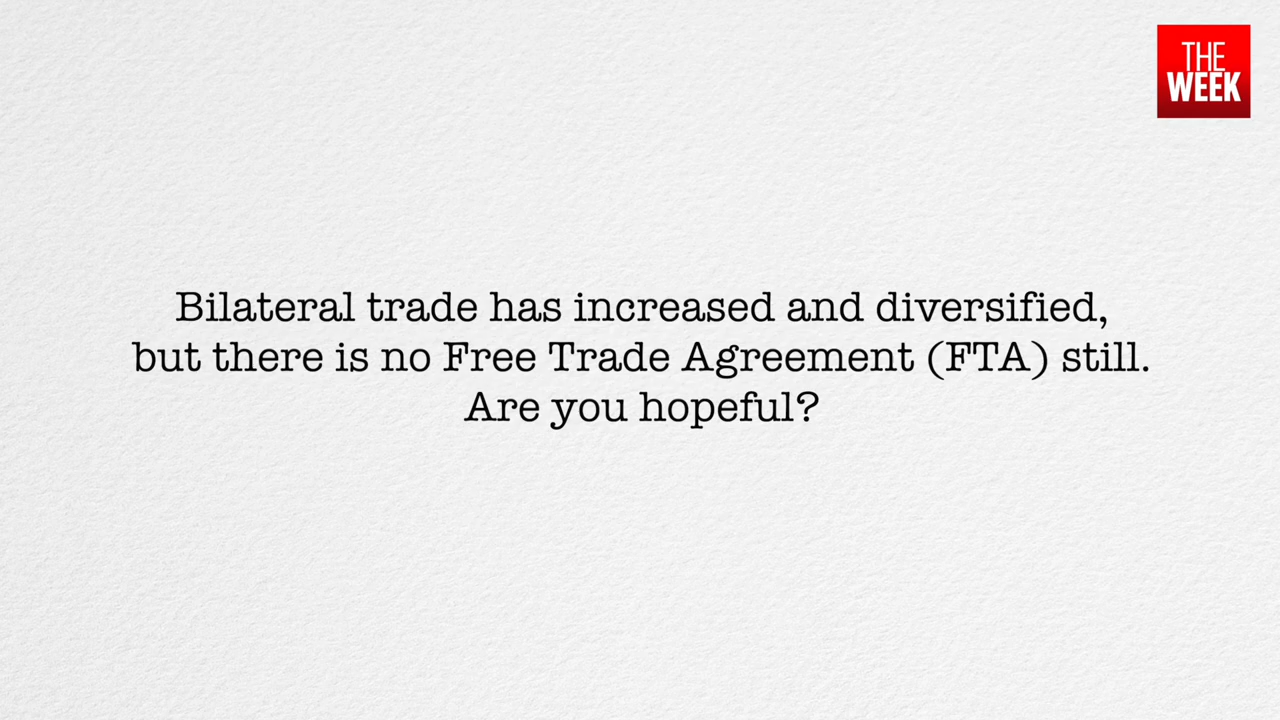 THE
WEEK
Bilateral trade has increased and diversified,
but there is no Free Trade Agreement (FTA) still.
Are you hopeful?